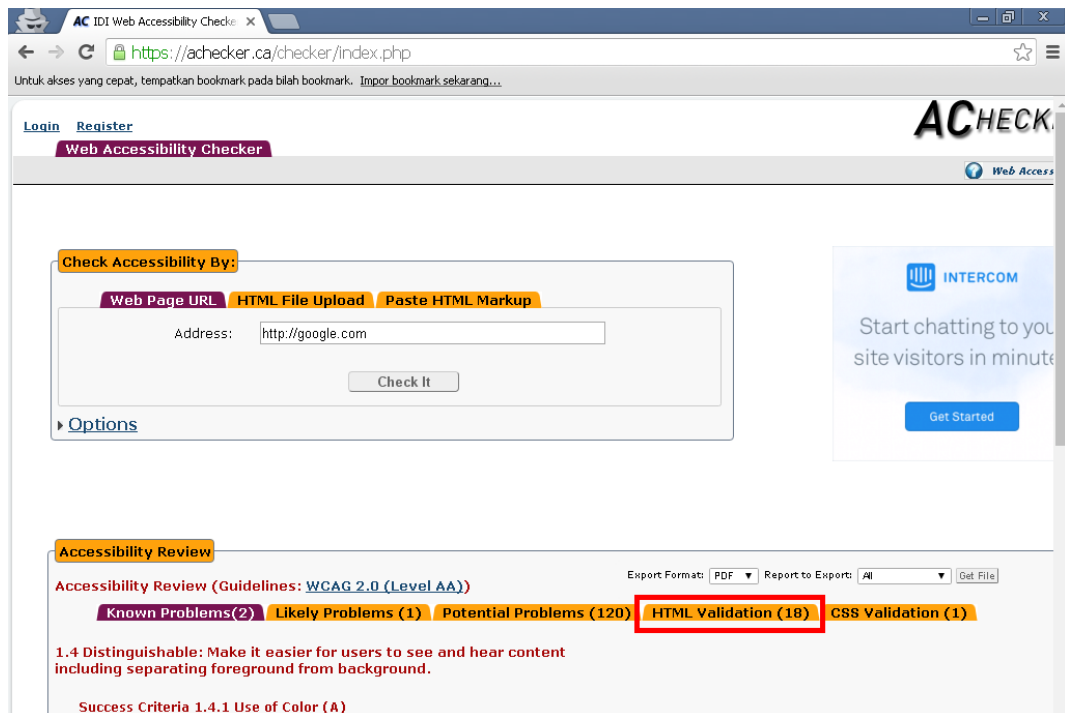 AC IDI Web Accessibility Checke
https://achecker.ca/checker/index.php
Untuk akses yang cepat, tempatkan bookmark pada bilah bookmark. Impor bookmark sekarang...
Login Register
ACHECK
Web Accessibility Checker
Web Access
Check Accessibility By:
Web Page URL HTML File Upload Paste HTML Markup
Address: http://google.com
Check It
Options
INTERCOM
Start chatting to you
site visitors in minute
Get Started
Accessibility Review
Accessibility Review (Guidelines: WCAG 2.0 (Level AA))
Export Format: PDF Report to Export: All Get File
Known Problems(2) Likely Problems (1) Potential Problems (120) HTML Validation (18) CSS Validation (1)
1.4 Distinguishable: Make it easier for users to see and hear content
including separating foreground from background.
Success Criteria 1.4.1 Use of Color (A)